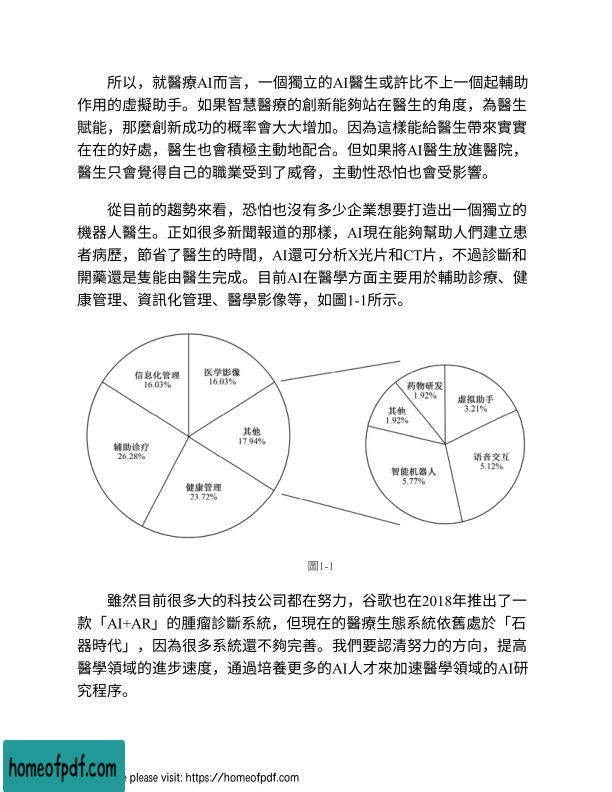 所以，就醫療AI而言，一個獨立的AI醫生或許比不上一個起輔助
作用的虛擬助手。如果智慧醫療的創新能夠站在醫生的角度，為醫生
賦能，那麼創新成功的概率會大大增加。因為這樣能給醫生帶來實實
在在的好處，醫生也會積極主動地配合。但如果將AI醫生放進醫院，
醫生只會覺得自己的職業受到了威脅，主動性恐怕也會受影響。
從目前的趨勢來看，恐怕也沒有多少企業想要打造出一個獨立的
機器人醫生。正如很多新聞報道的那樣，AI現在能夠幫助人們建立患
者病歷，節省了醫生的時間，AI還可分析X光片和CT片，不過診斷和
開藥還是隻能由醫生完成。目前AI在醫學方面主要用於輔助診療、健
康管理、資訊化管理、醫學影像等，如圖1-1所示。
信息化管理
16.03%
医学影像
16.03%
其他
17.94%
辅助诊疗
26.28%
健康管理
23.72%
药物研发
1.92%
虚拟助手
3.21%
其他
1.92%
语音交互
5.12%
智能机器人
5.77%
圖1-1
雖然目前很多大的科技公司都在努力，谷歌也在2018年推出了一
款「AI+AR」的腫瘤診斷系統，但現在的醫療生態系統依舊處於「石
器時代」，因為很多系統還不夠完善。我們要認清努力的方向，提高
醫學領域的進步速度，通過培養更多的AI人才來加速醫學領域的AI研
究程序。
homeofpdf.com
please visit: https://homeofpdf.com